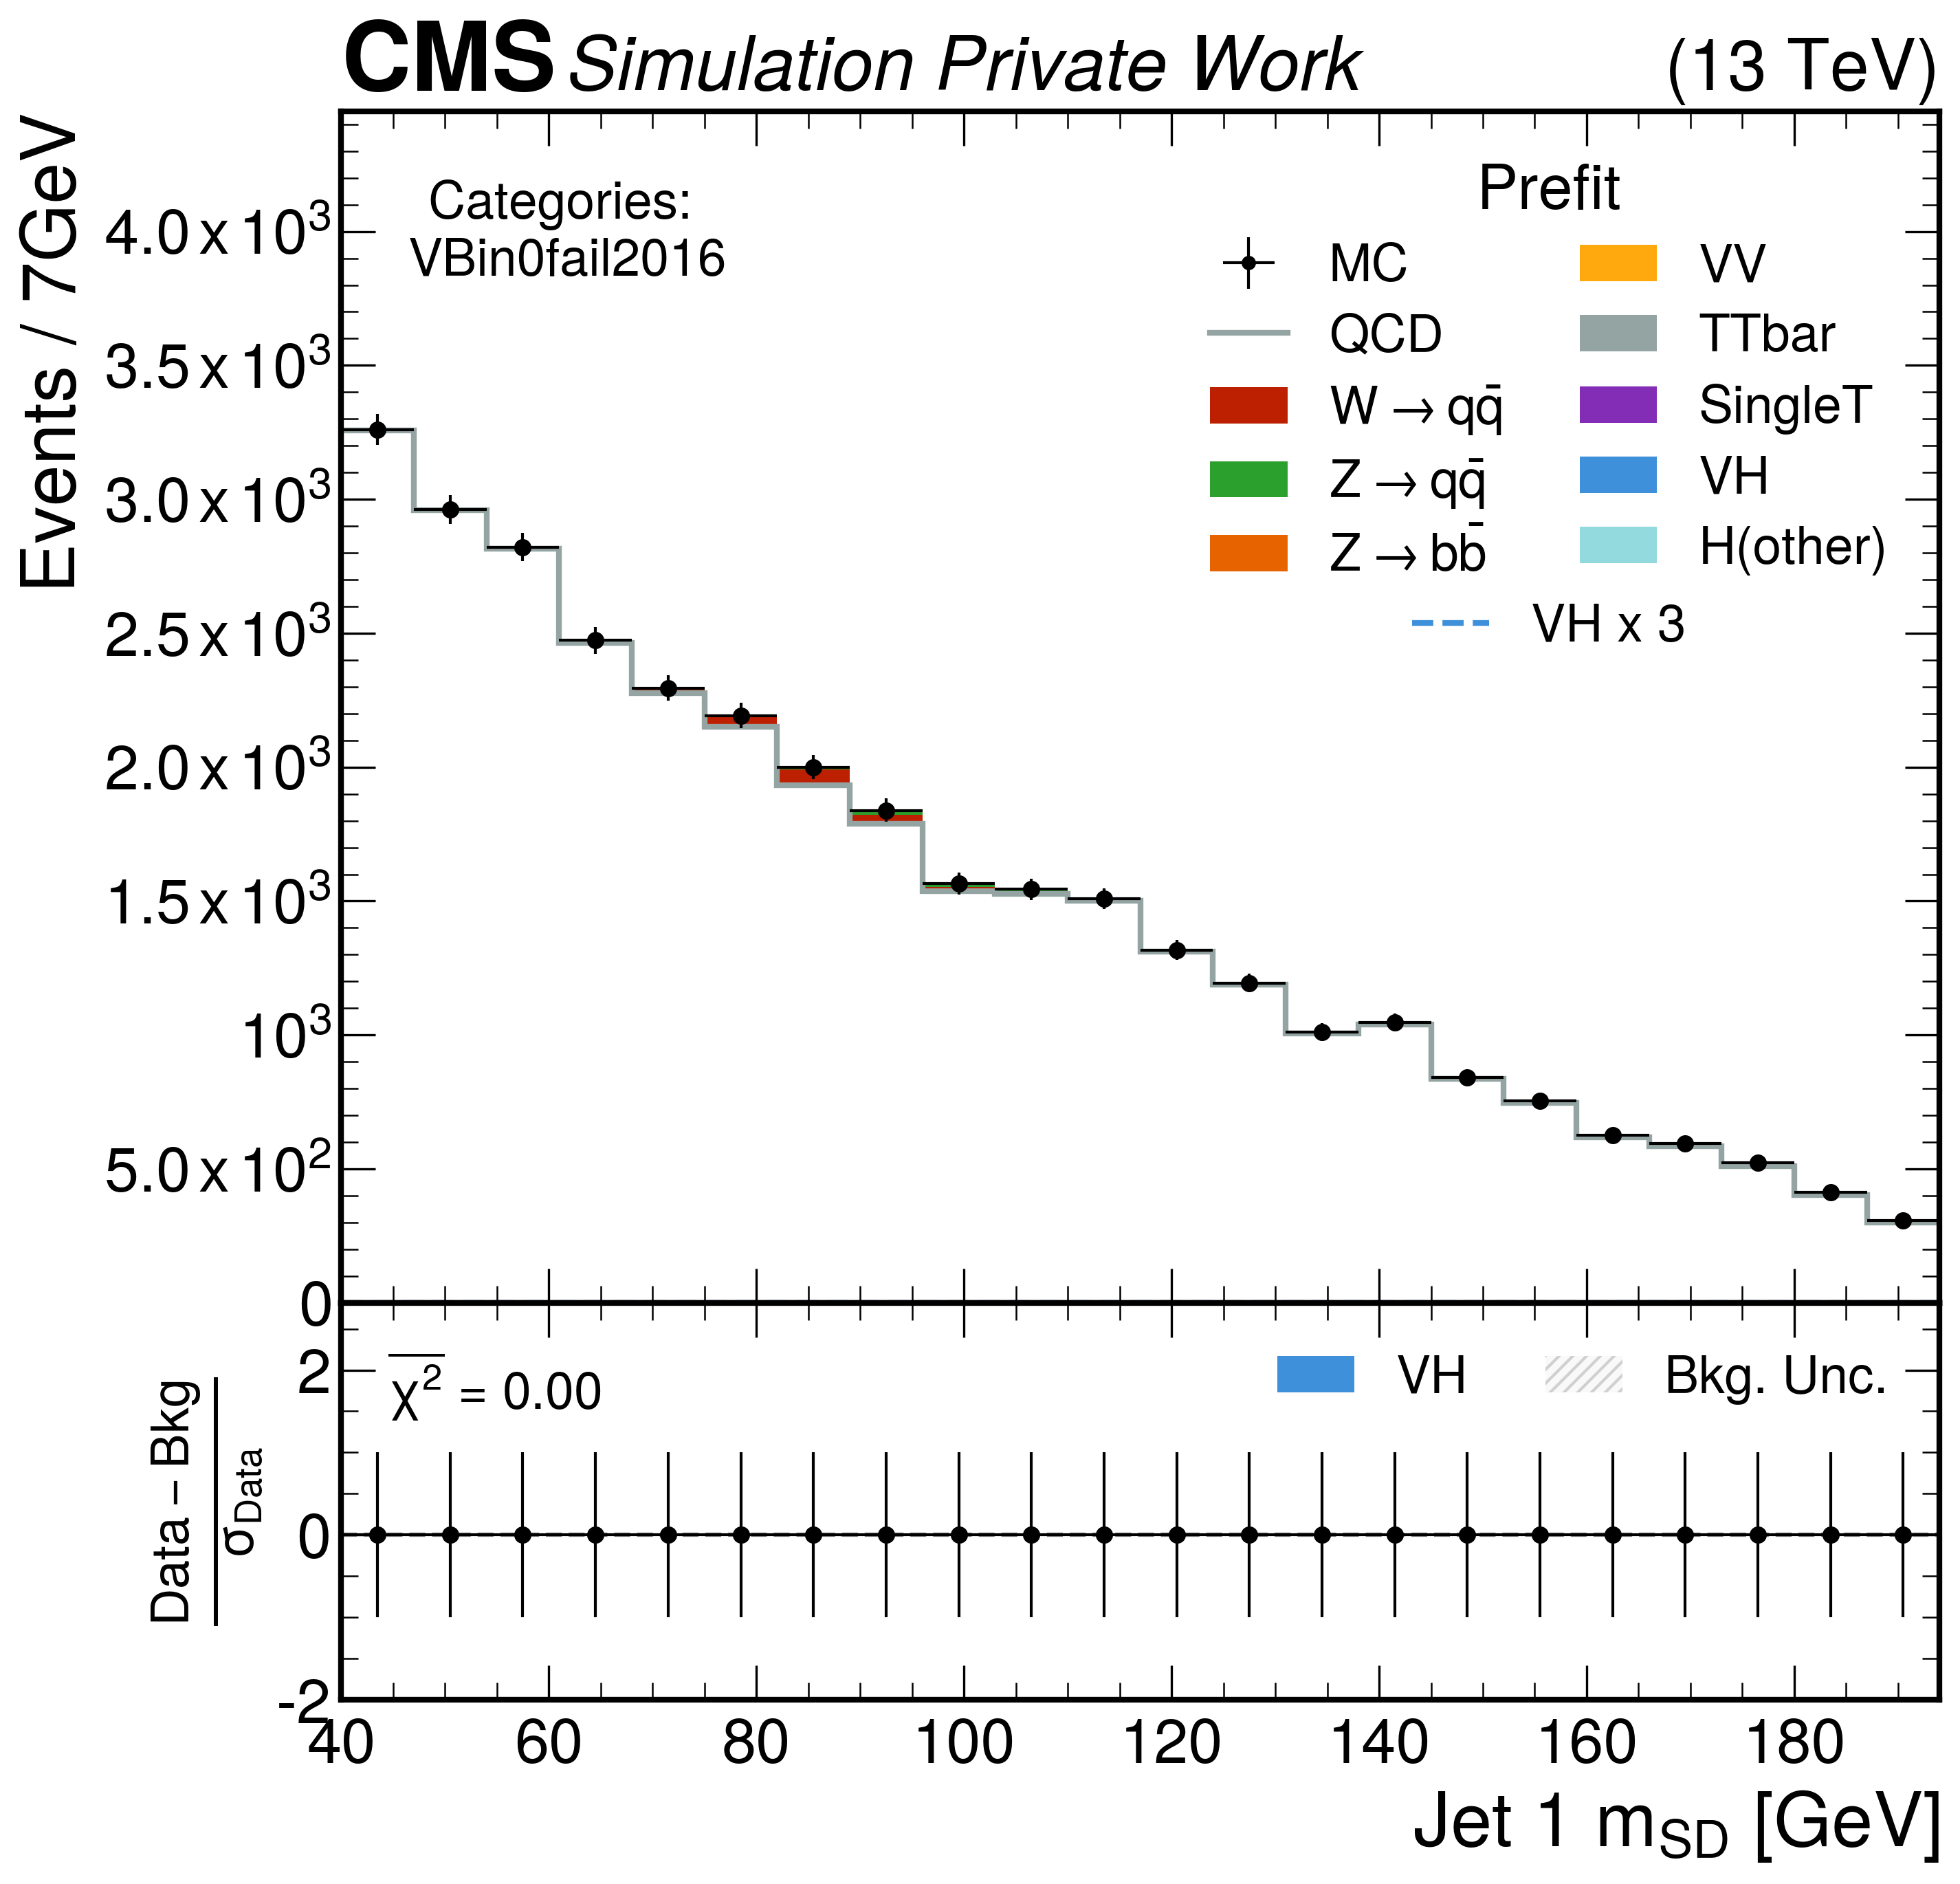 CMS Simulation Private Work (13 TeV)
Events / 7GeV
Categories:
VBin0fail2016
Prefit
MC
QCD
W → qq̄
Z → qq̄
Z → bb̄
VV
TTbar
SingleT
VH
H(other)
VH x 3
4.0 x 10³
3.5 x 10³
3.0 x 10³
2.5 x 10³
2.0 x 10³
1.5 x 10³
10³
5.0 x 10²
0
Data − Bkg
σ_Data
2
0
-2
χ² = 0.00
VH
Bkg. Unc.
40 60 80 100 120 140 160 180
Jet 1 m_SD [GeV]